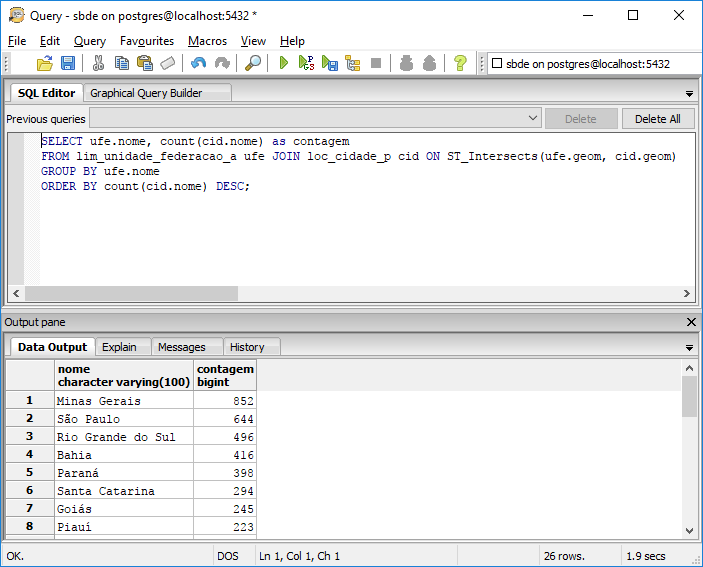 Query - sbde on postgres@localhost:5432 *
File Edit Query Favourites Macros View Help
sbde on postgres@localhost:5432
SQL Editor Graphical Query Builder
Previous queries Delete Delete All
SELECT ufe.nome, count(cid.nome) as contagem
FROM lim_unidade_federacao_a ufe JOIN loc_cidade_p cid ON ST_Intersects(ufe.geom, cid.geom)
GROUP BY ufe.nome
ORDER BY count(cid.nome) DESC;
Output pane
Data Output Explain Messages History
nome contagem
character varying(100) bigint
1 Minas Gerais 852
2 São Paulo 644
3 Rio Grande do Sul 496
4 Bahia 416
5 Paraná 398
6 Santa Catarina 294
7 Goiás 245
8 Piauí 223
OK. DOS Ln 1, Col 1, Ch 1 26 rows. 1.9 secs